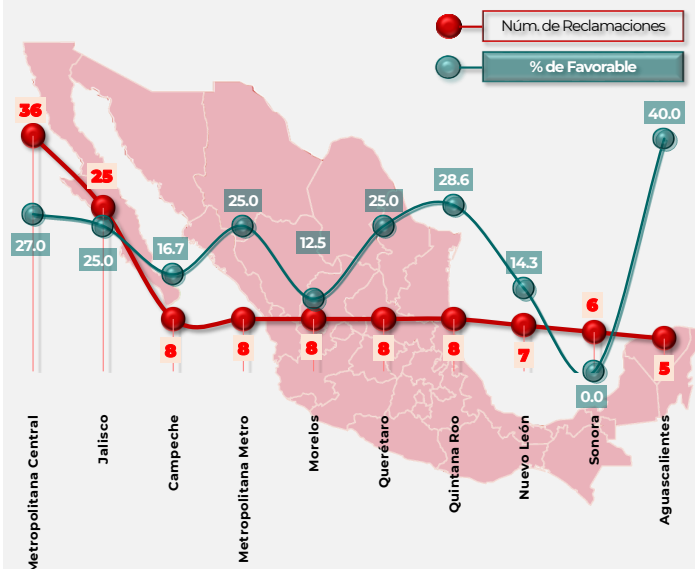 Núm. de Reclamaciones
% de Favorable
36
25
8
8
8
8
8
7
6
5
27.0
25.0
16.7
25.0
12.5
25.0
28.6
14.3
0.0
40.0
Metropolitana Central
Jalisco
Campeche
Metropolitana Metro
Morelos
Querétaro
Quintana Roo
Nuevo León
Sonora
Aguascalientes